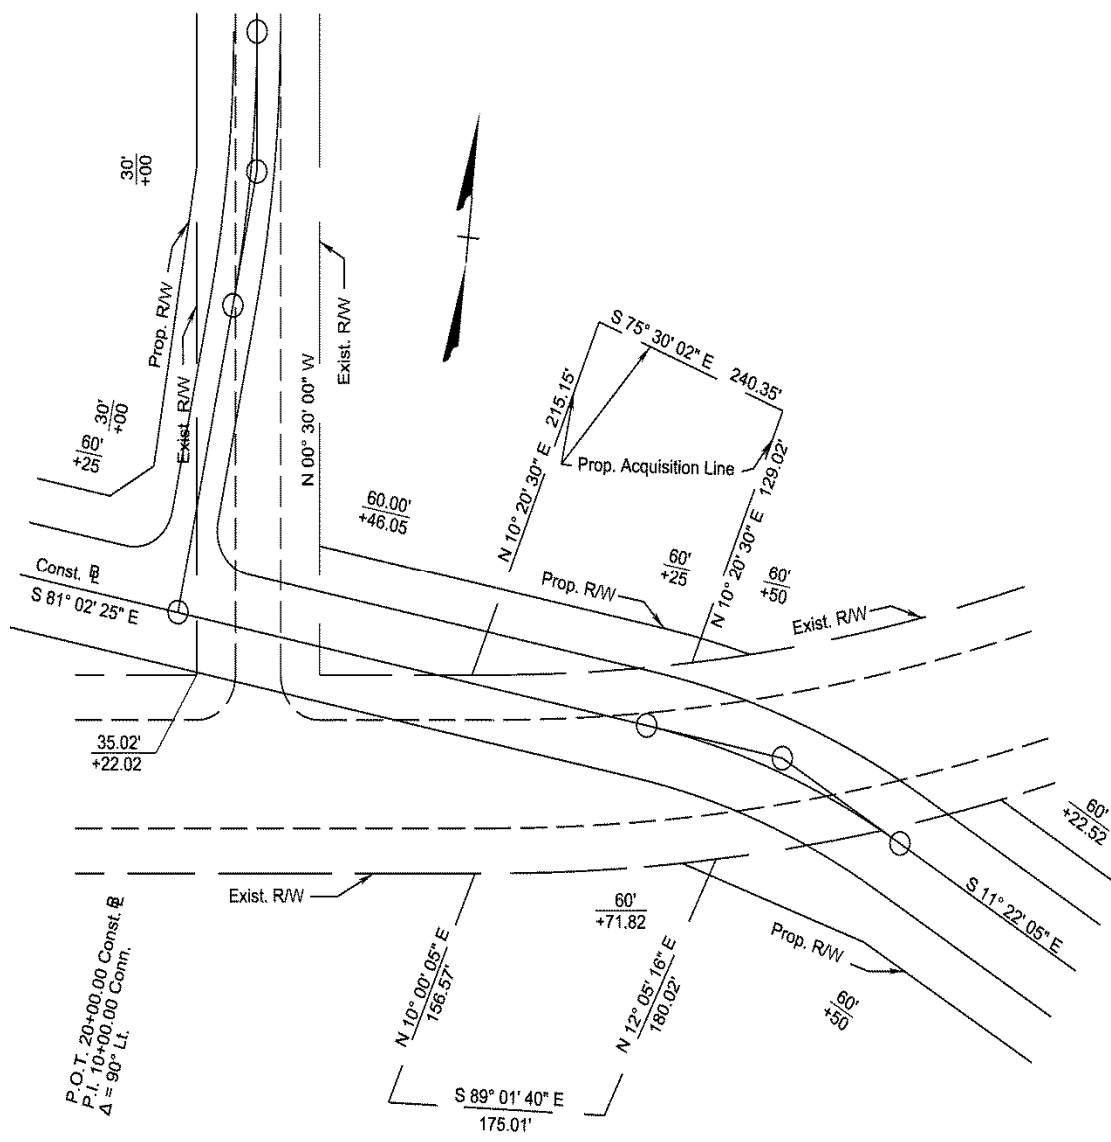 30'
+00
Prop. R/W
Exist. R/W
Exist. R/W
N 00° 30' 00" W
30'
+00
60'
+25
S 75° 30' 02" E 240.35'
N 10° 20' 30" E 215.15'
Prop. Acquisition Line
N 10° 20' 30" E 129.02'
60.00'
+46.05
60'
+25
60'
+50
Prop. R/W
Exist. R/W
Const. ℄
S 81° 02' 25" E
35.02'
+22.02
60'
+22.52
S 11° 22' 05" E
Exist. R/W
60'
+71.82
Prop. R/W
60'
+50
N 10° 00' 05" E
156.57'
N 12° 05' 16" E
180.02'
S 89° 01' 40" E
175.01'
P.O.T. 20+00.00 Const. ℄
P.I. 10+00.00 Conn.
Δ = 90° Lt.